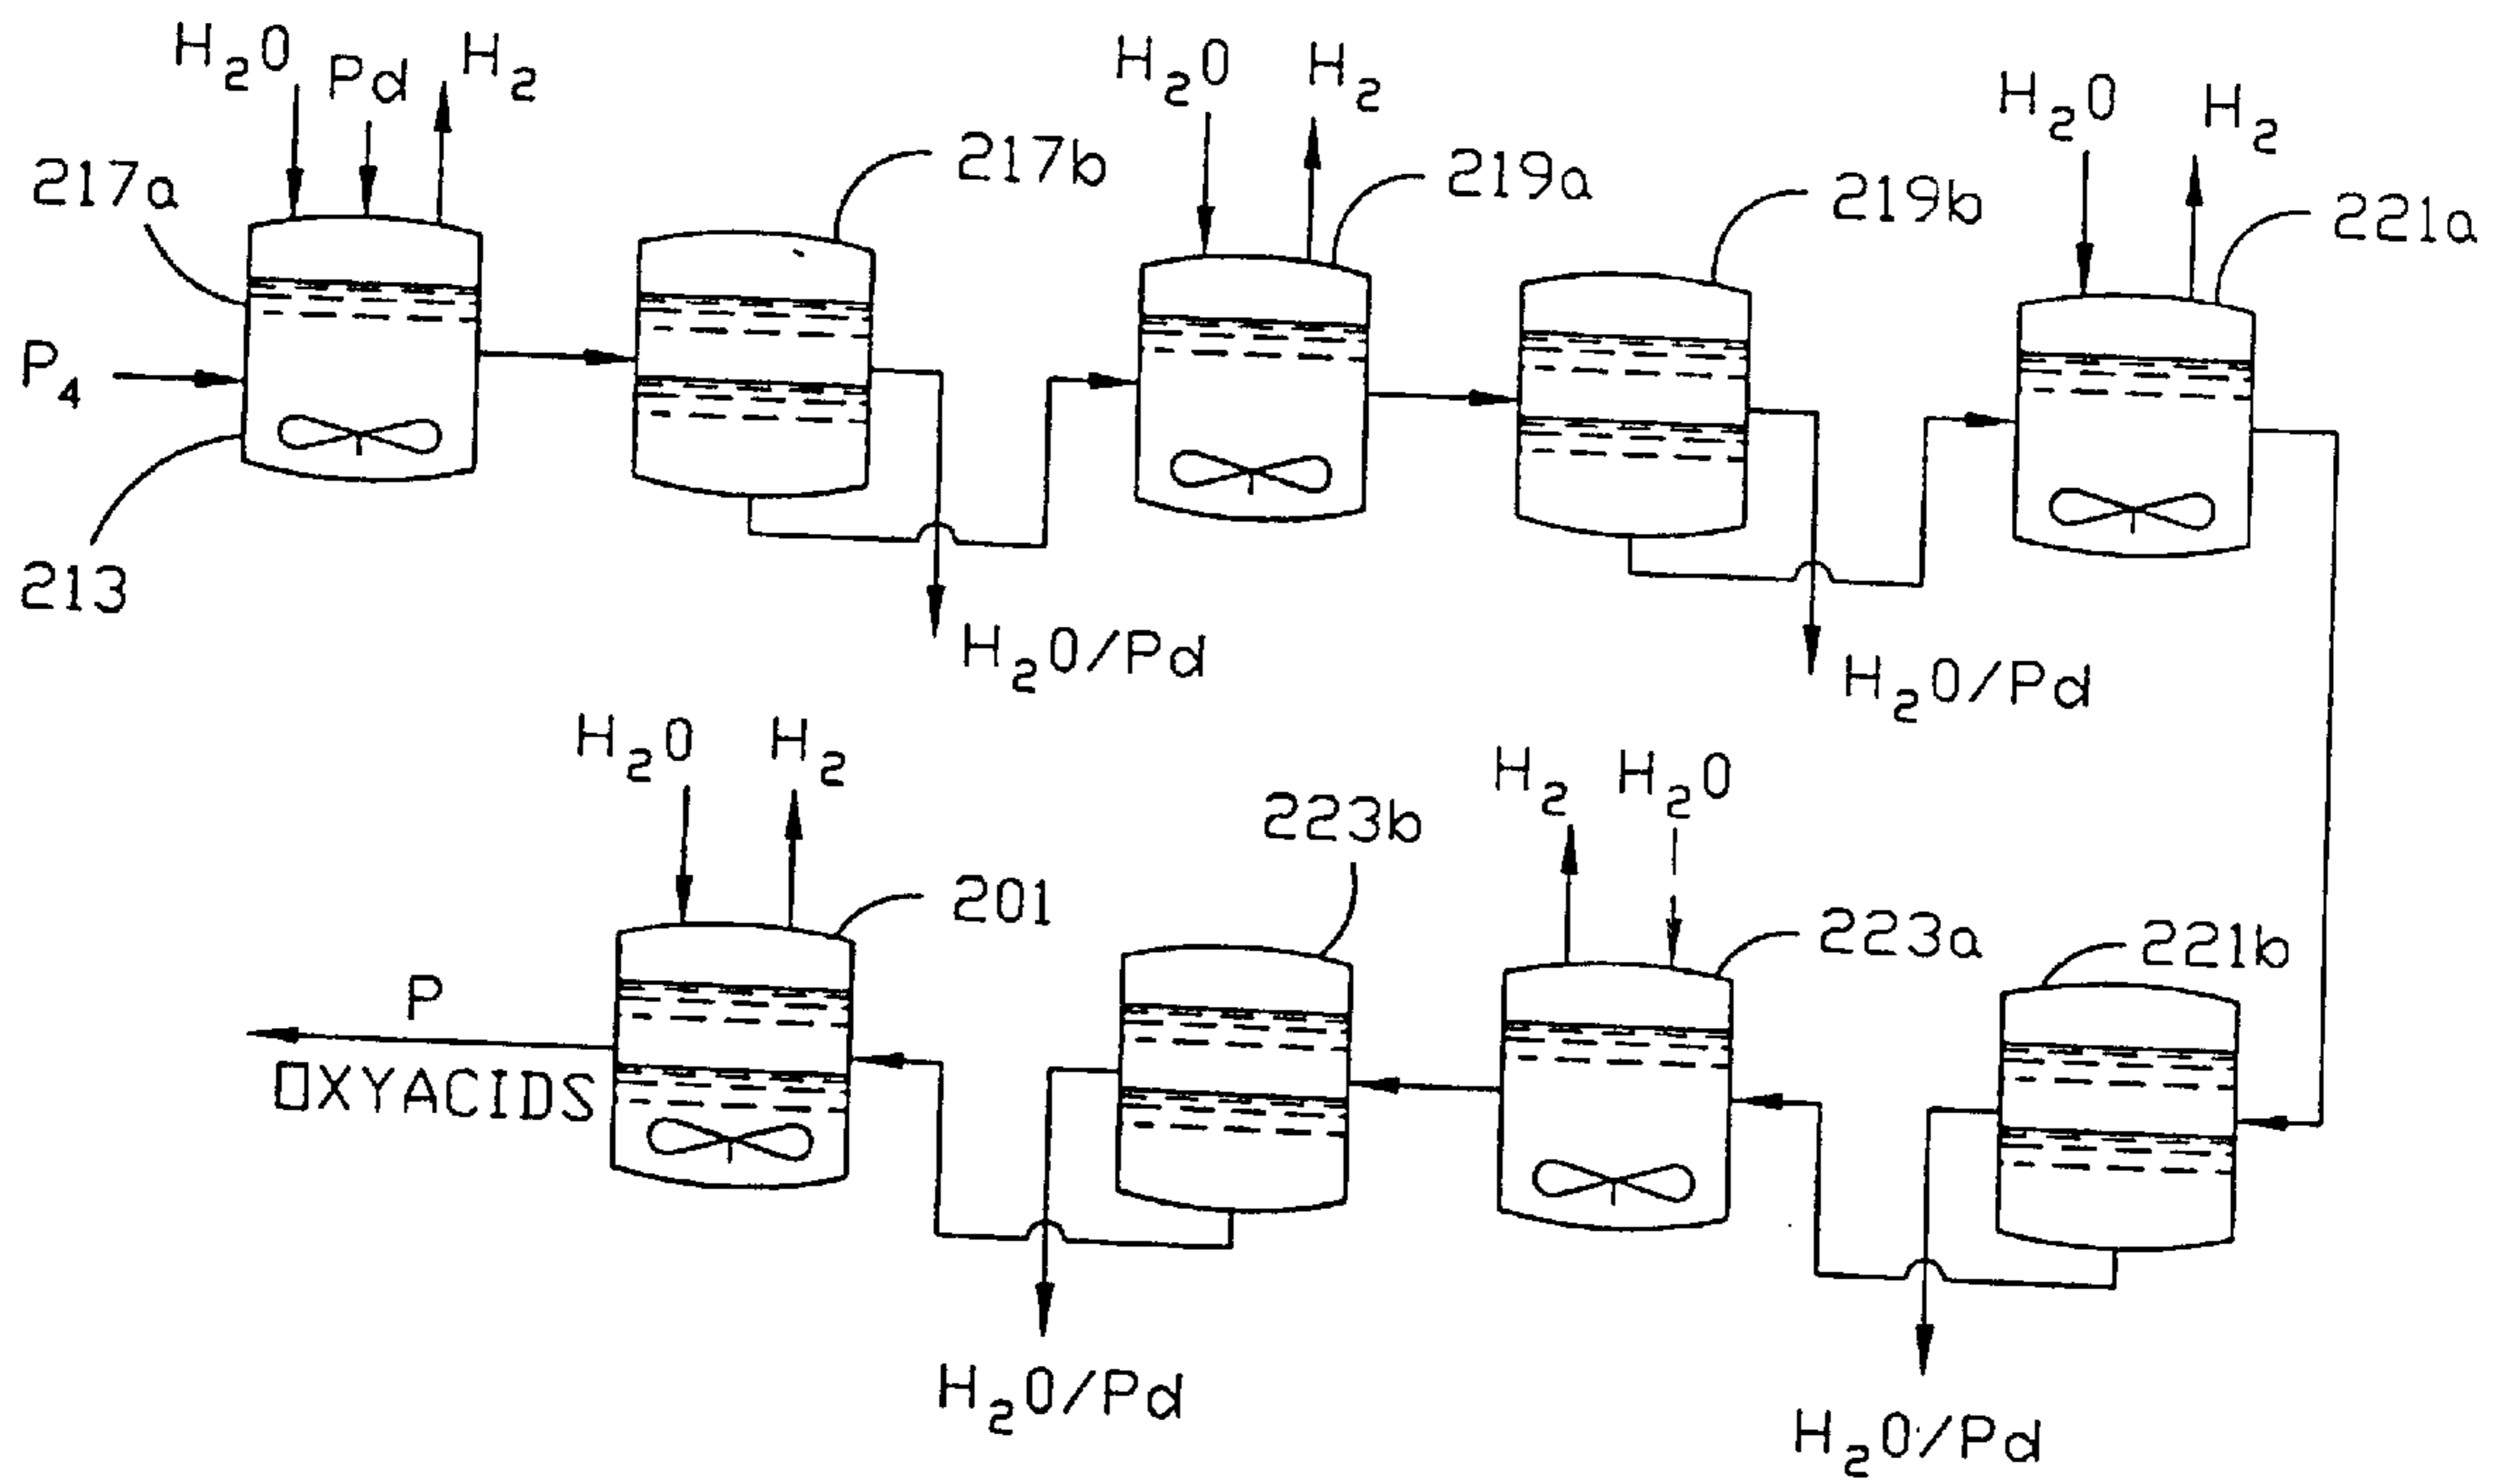 H₂O Pd H₂
H₂O H₂
H₂O H₂
217a
217b
219a
219b
221a
P₄
213
H₂O/Pd
H₂O/Pd
H₂O H₂
H₂ H₂O
223b
201
223a
221b
P
OXYACIDS
H₂O/Pd
H₂O/Pd